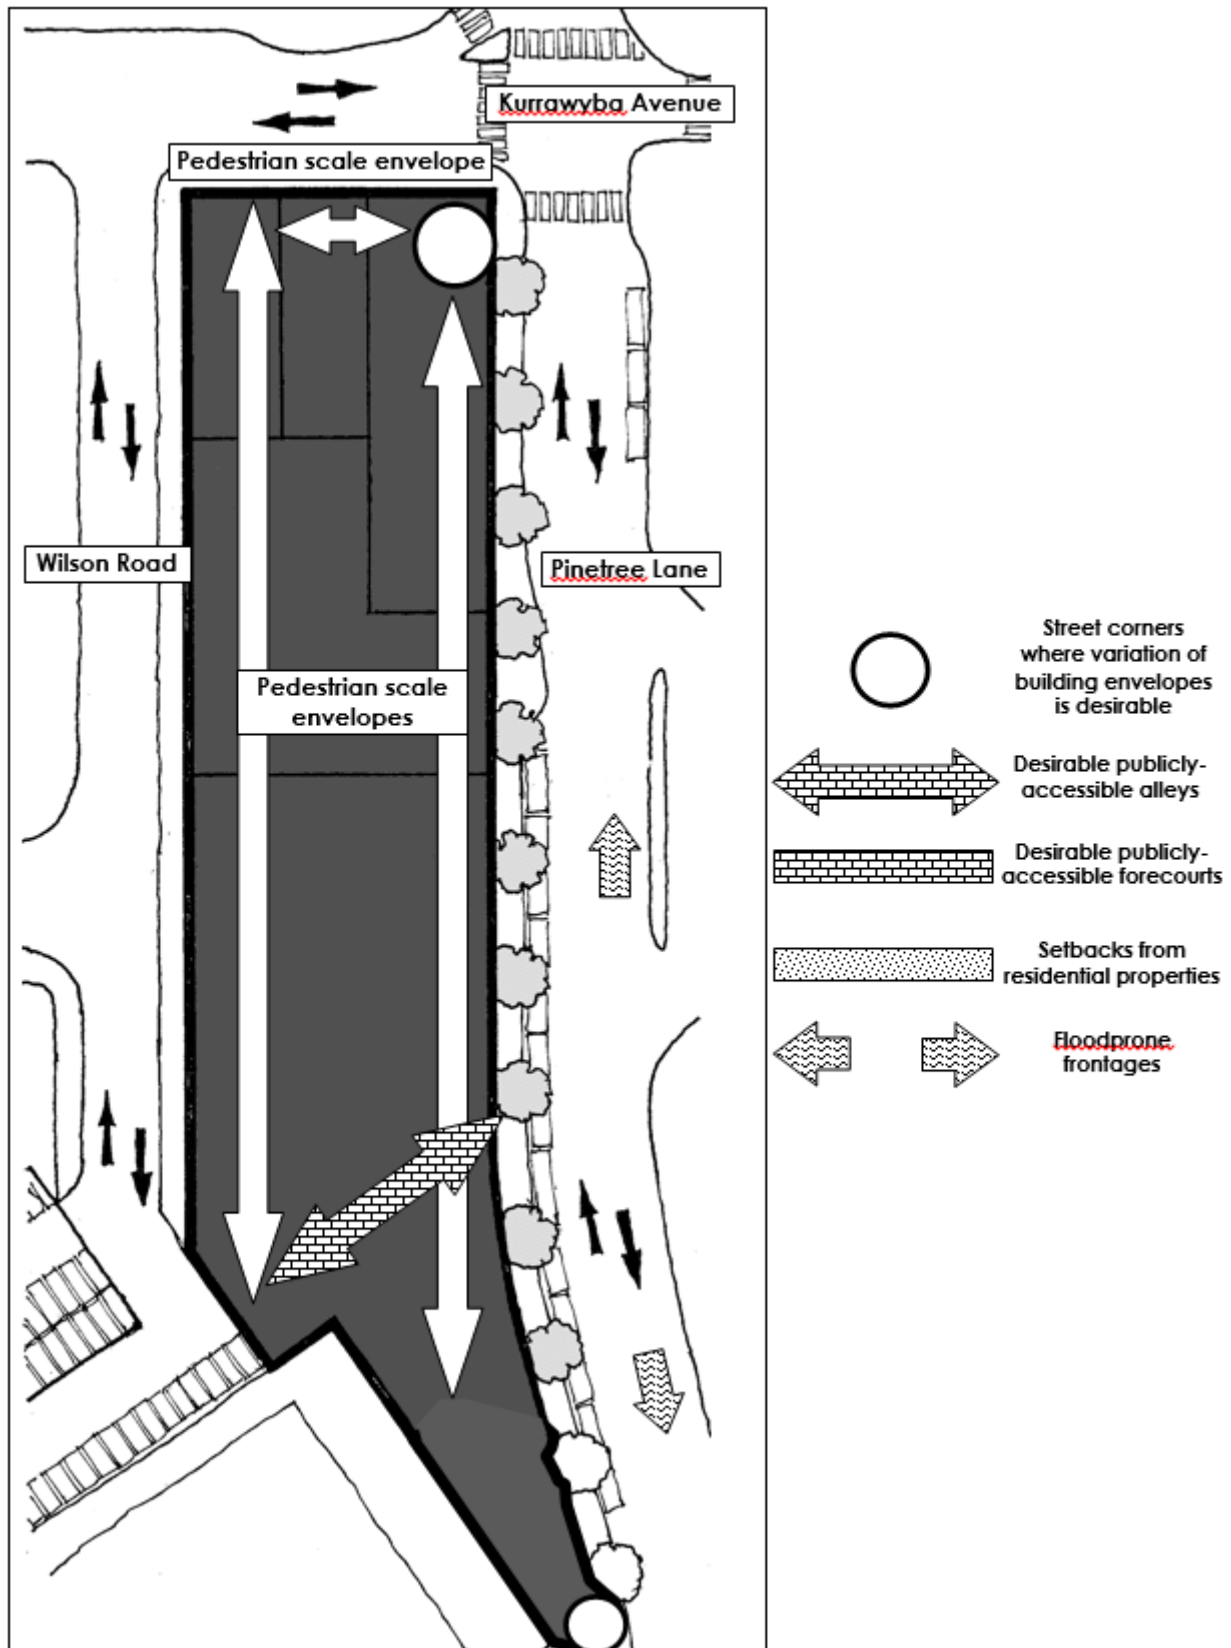 Kurrawyba Avenue
Pedestrian scale envelope
Wilson Road
Pinetree Lane
Pedestrian scale
envelopes
Street corners
where variation of
building envelopes
is desirable
Desirable publicly-
accessible alleys
Desirable publicly-
accessible forecourts
Setbacks from
residential properties
Floodprone
frontages